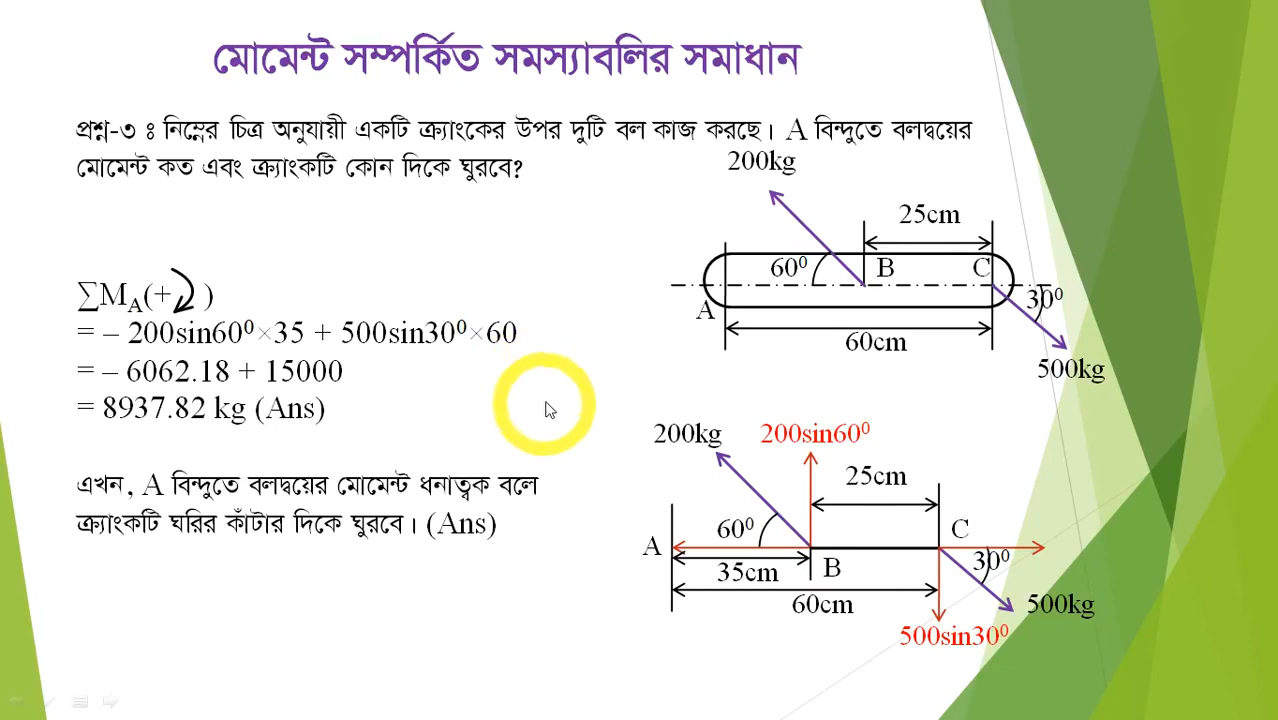 মোমেন্ট সম্পর্কিত সমস্যাবলির সমাধান
প্রশ্ন-৩ ঃ নিম্নের চিত্র অনুযায়ী একটি ক্র্যাংকের উপর দুটি বল কাজ করছে। A বিন্দুতে বলদ্বয়ের
মোমেন্ট কত এবং ক্র্যাংকটি কোন দিকে ঘুরবে?
200kg
25cm
60⁰
B
C
30⁰
A
60cm
500kg
∑M_A(+⤸)
= – 200sin60⁰×35 + 500sin30⁰×60
= – 6062.18 + 15000
= 8937.82 kg (Ans)
এখন, A বিন্দুতে বলদ্বয়ের মোমেন্ট ধনাত্বক বলে
ক্র্যাংকটি ঘরির কাঁটার দিকে ঘুরবে। (Ans)
200kg
200sin60⁰
25cm
60⁰
C
A
35cm
B
30⁰
60cm
500kg
500sin30⁰